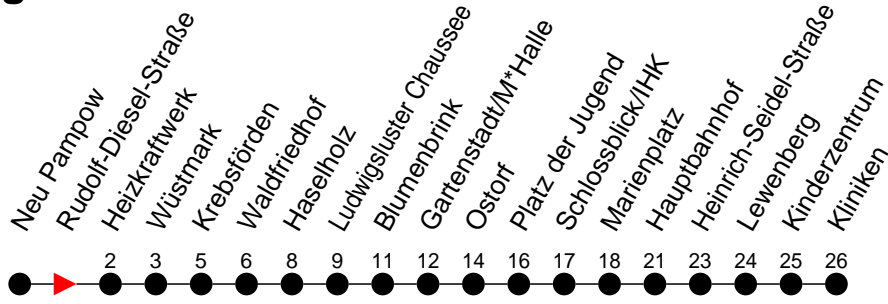 Neu Pampow
Rudolf-Diesel-Straße
Heizkraftwerk
Wüstmark
Krebsförden
Waldfriedhof
Haselholz
Ludwigsluster Chaussee
Blumenbrink
Gartenstadt/M*Halle
Ostorf
Platz der Jugend
Schlossblick/IHK
Marienplatz
Hauptbahnhof
Heinrich-Seidel-Straße
Lewenberg
Kinderzentrum
Kliniken
2 3 5 6 8 9 11 12 14 16 17 18 21 23 24 25 26